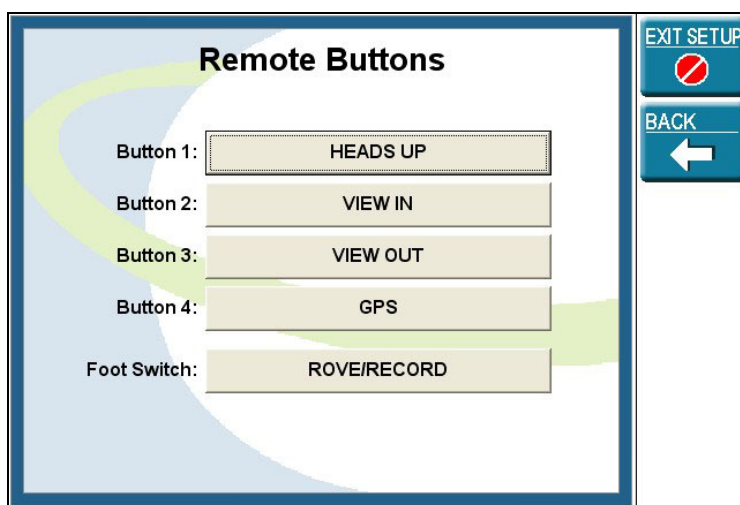 Remote Buttons
Button 1: HEADS UP
Button 2: VIEW IN
Button 3: VIEW OUT
Button 4: GPS
Foot Switch: ROVE/RECORD
EXIT SETUP
BACK